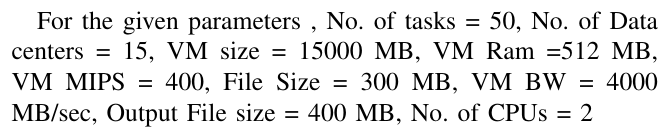 For the given parameters , No. of tasks = 50, No. of Data
centers = 15, VM size = 15000 MB, VM Ram =512 MB,
VM MIPS = 400, File Size = 300 MB, VM BW = 4000
MB/sec, Output File size = 400 MB, No. of CPUs = 2